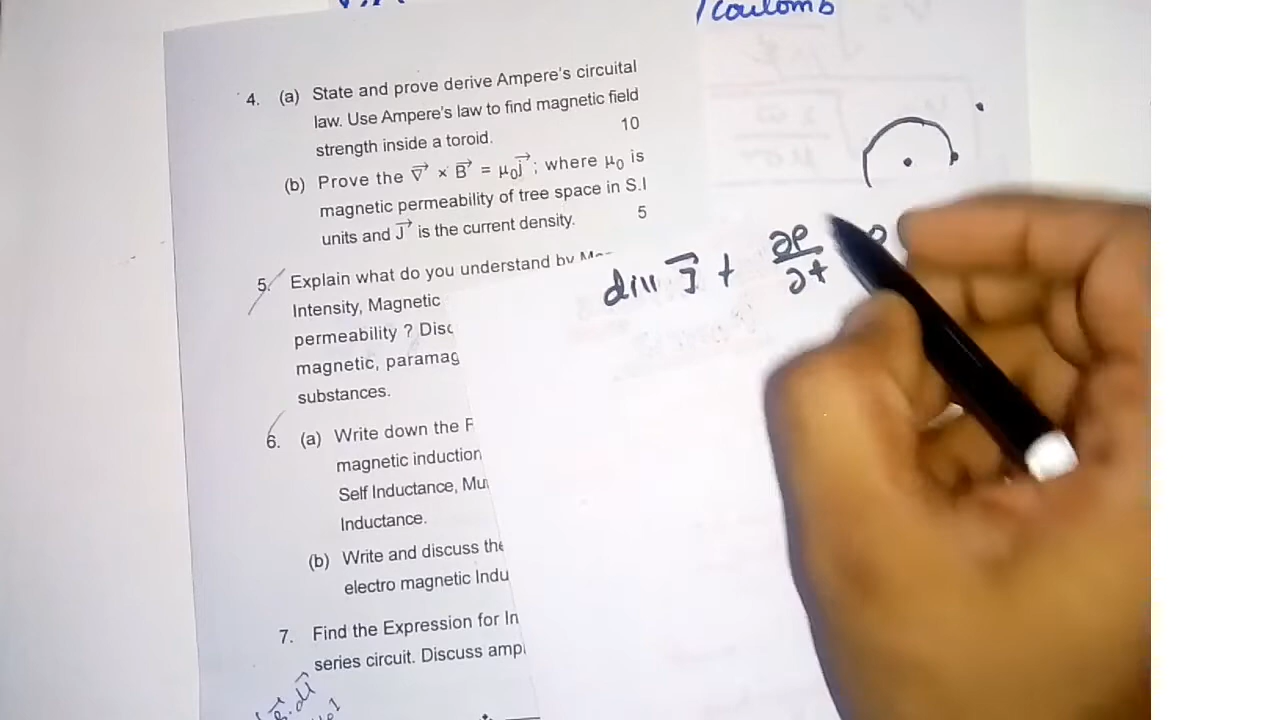 1 Coulomb
4. (a) State and prove derive Ampere's circuital
law. Use Ampere's law to find magnetic field
strength inside a toroid. 10
(b) Prove the ∇⃗ × B⃗ = μ₀j⃗ ; where μ₀ is
magnetic permeability of tree space in S.I
units and J⃗ is the current density. 5
div J⃗ + ∂ρ/∂t
5. Explain what do you understand by
Intensity, Magnetic
permeability ? Disc
magnetic, paramag
substances.
6. (a) Write down the F
magnetic induction
Self Inductance, Mu
Inductance.
(b) Write and discuss the
electro magnetic Indu
7. Find the Expression for In
series circuit. Discuss ampl